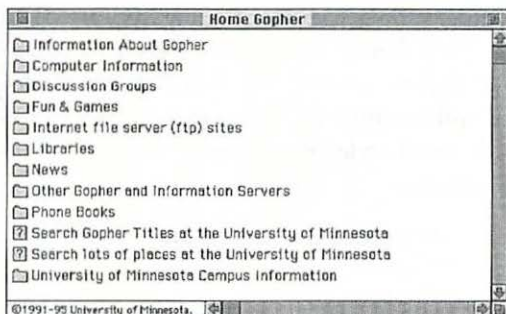 Home Gopher
Information About Gopher
Computer Information
Discussion Groups
Fun & Games
Internet file server (ftp) sites
Libraries
News
Other Gopher and Information Servers
Phone Books
Search Gopher Titles at the University of Minnesota
Search lots of places at the University of Minnesota
University of Minnesota Campus Information
©1991-95 University of Minnesota.